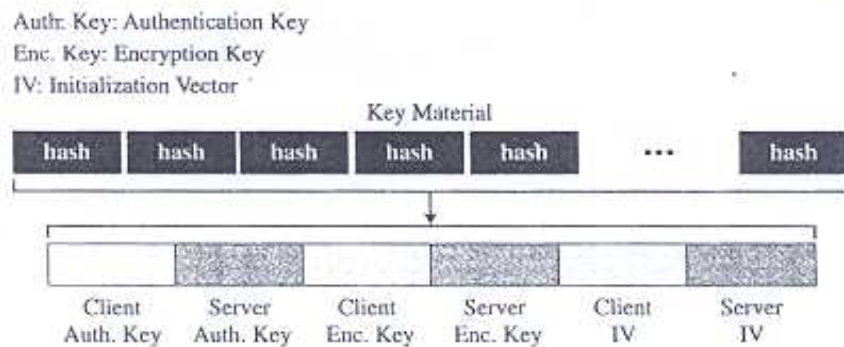 Auth. Key: Authentication Key
Enc. Key: Encryption Key
IV: Initialization Vector
Key Material
hash hash hash hash hash ... hash
Client Server Client Server Client Server
Auth. Key Auth. Key Enc. Key Enc. Key IV IV